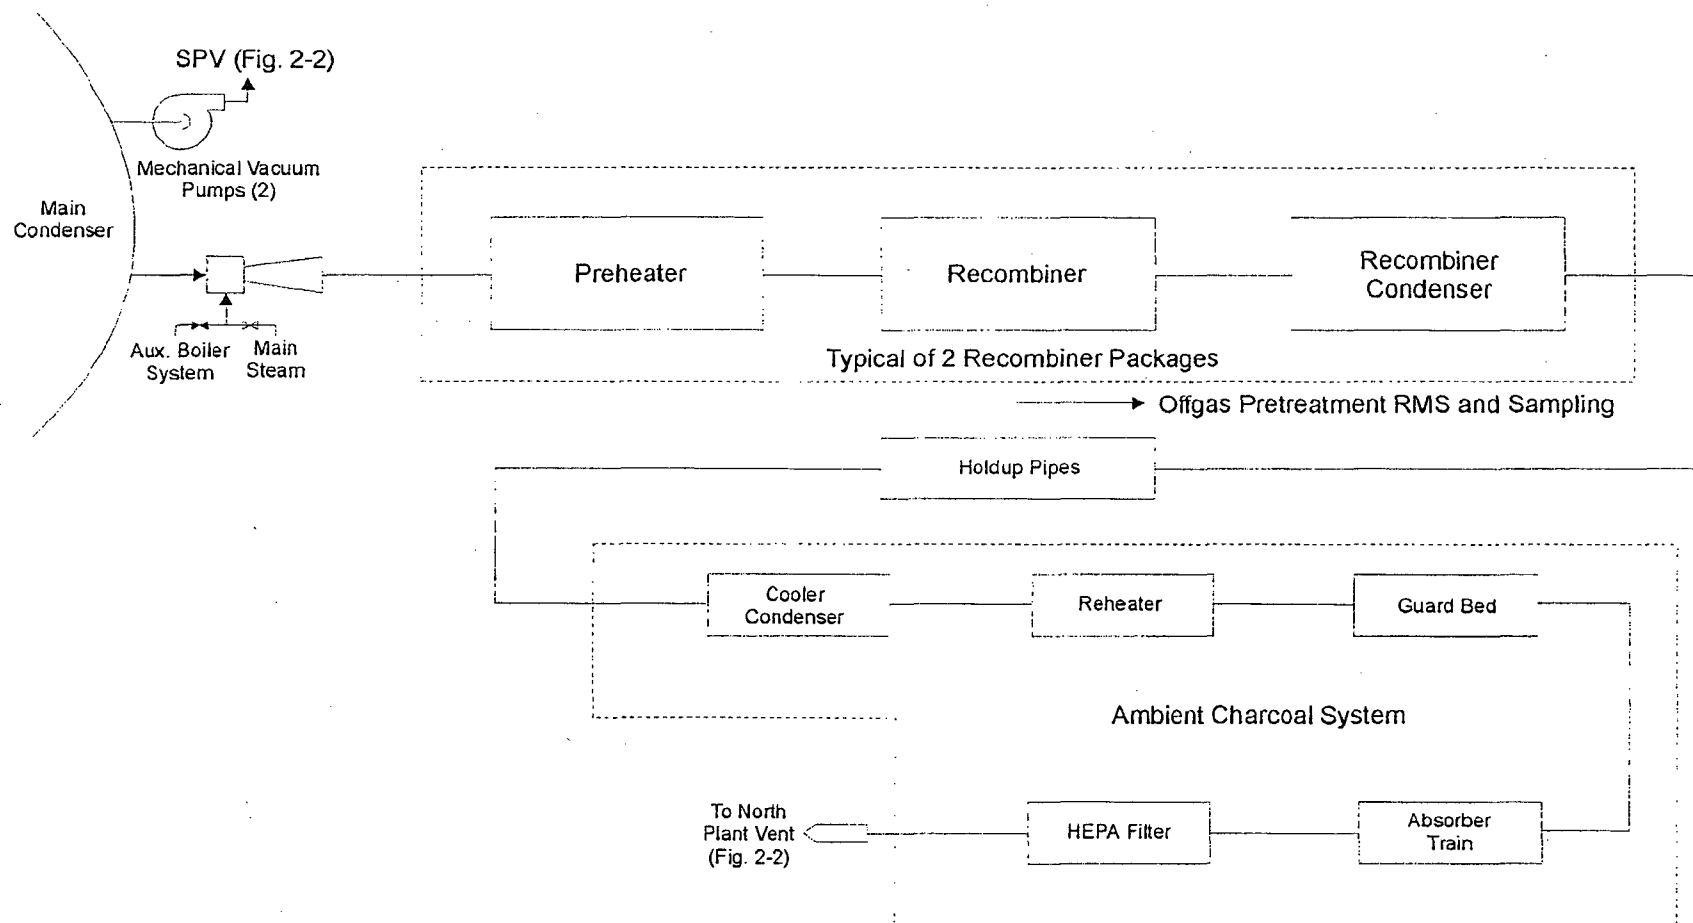 SPV (Fig. 2-2)
Mechanical Vacuum
Pumps (2)
Main
Condenser
Preheater
Recombiner
Recombiner
Condenser
Aux. Boiler
System
Main
Steam
Typical of 2 Recombiner Packages
Offgas Pretreatment RMS and Sampling
Holdup Pipes
Cooler
Condenser
Reheater
Guard Bed
Ambient Charcoal System
To North
Plant Vent
(Fig. 2-2)
HEPA Filter
Absorber
Train